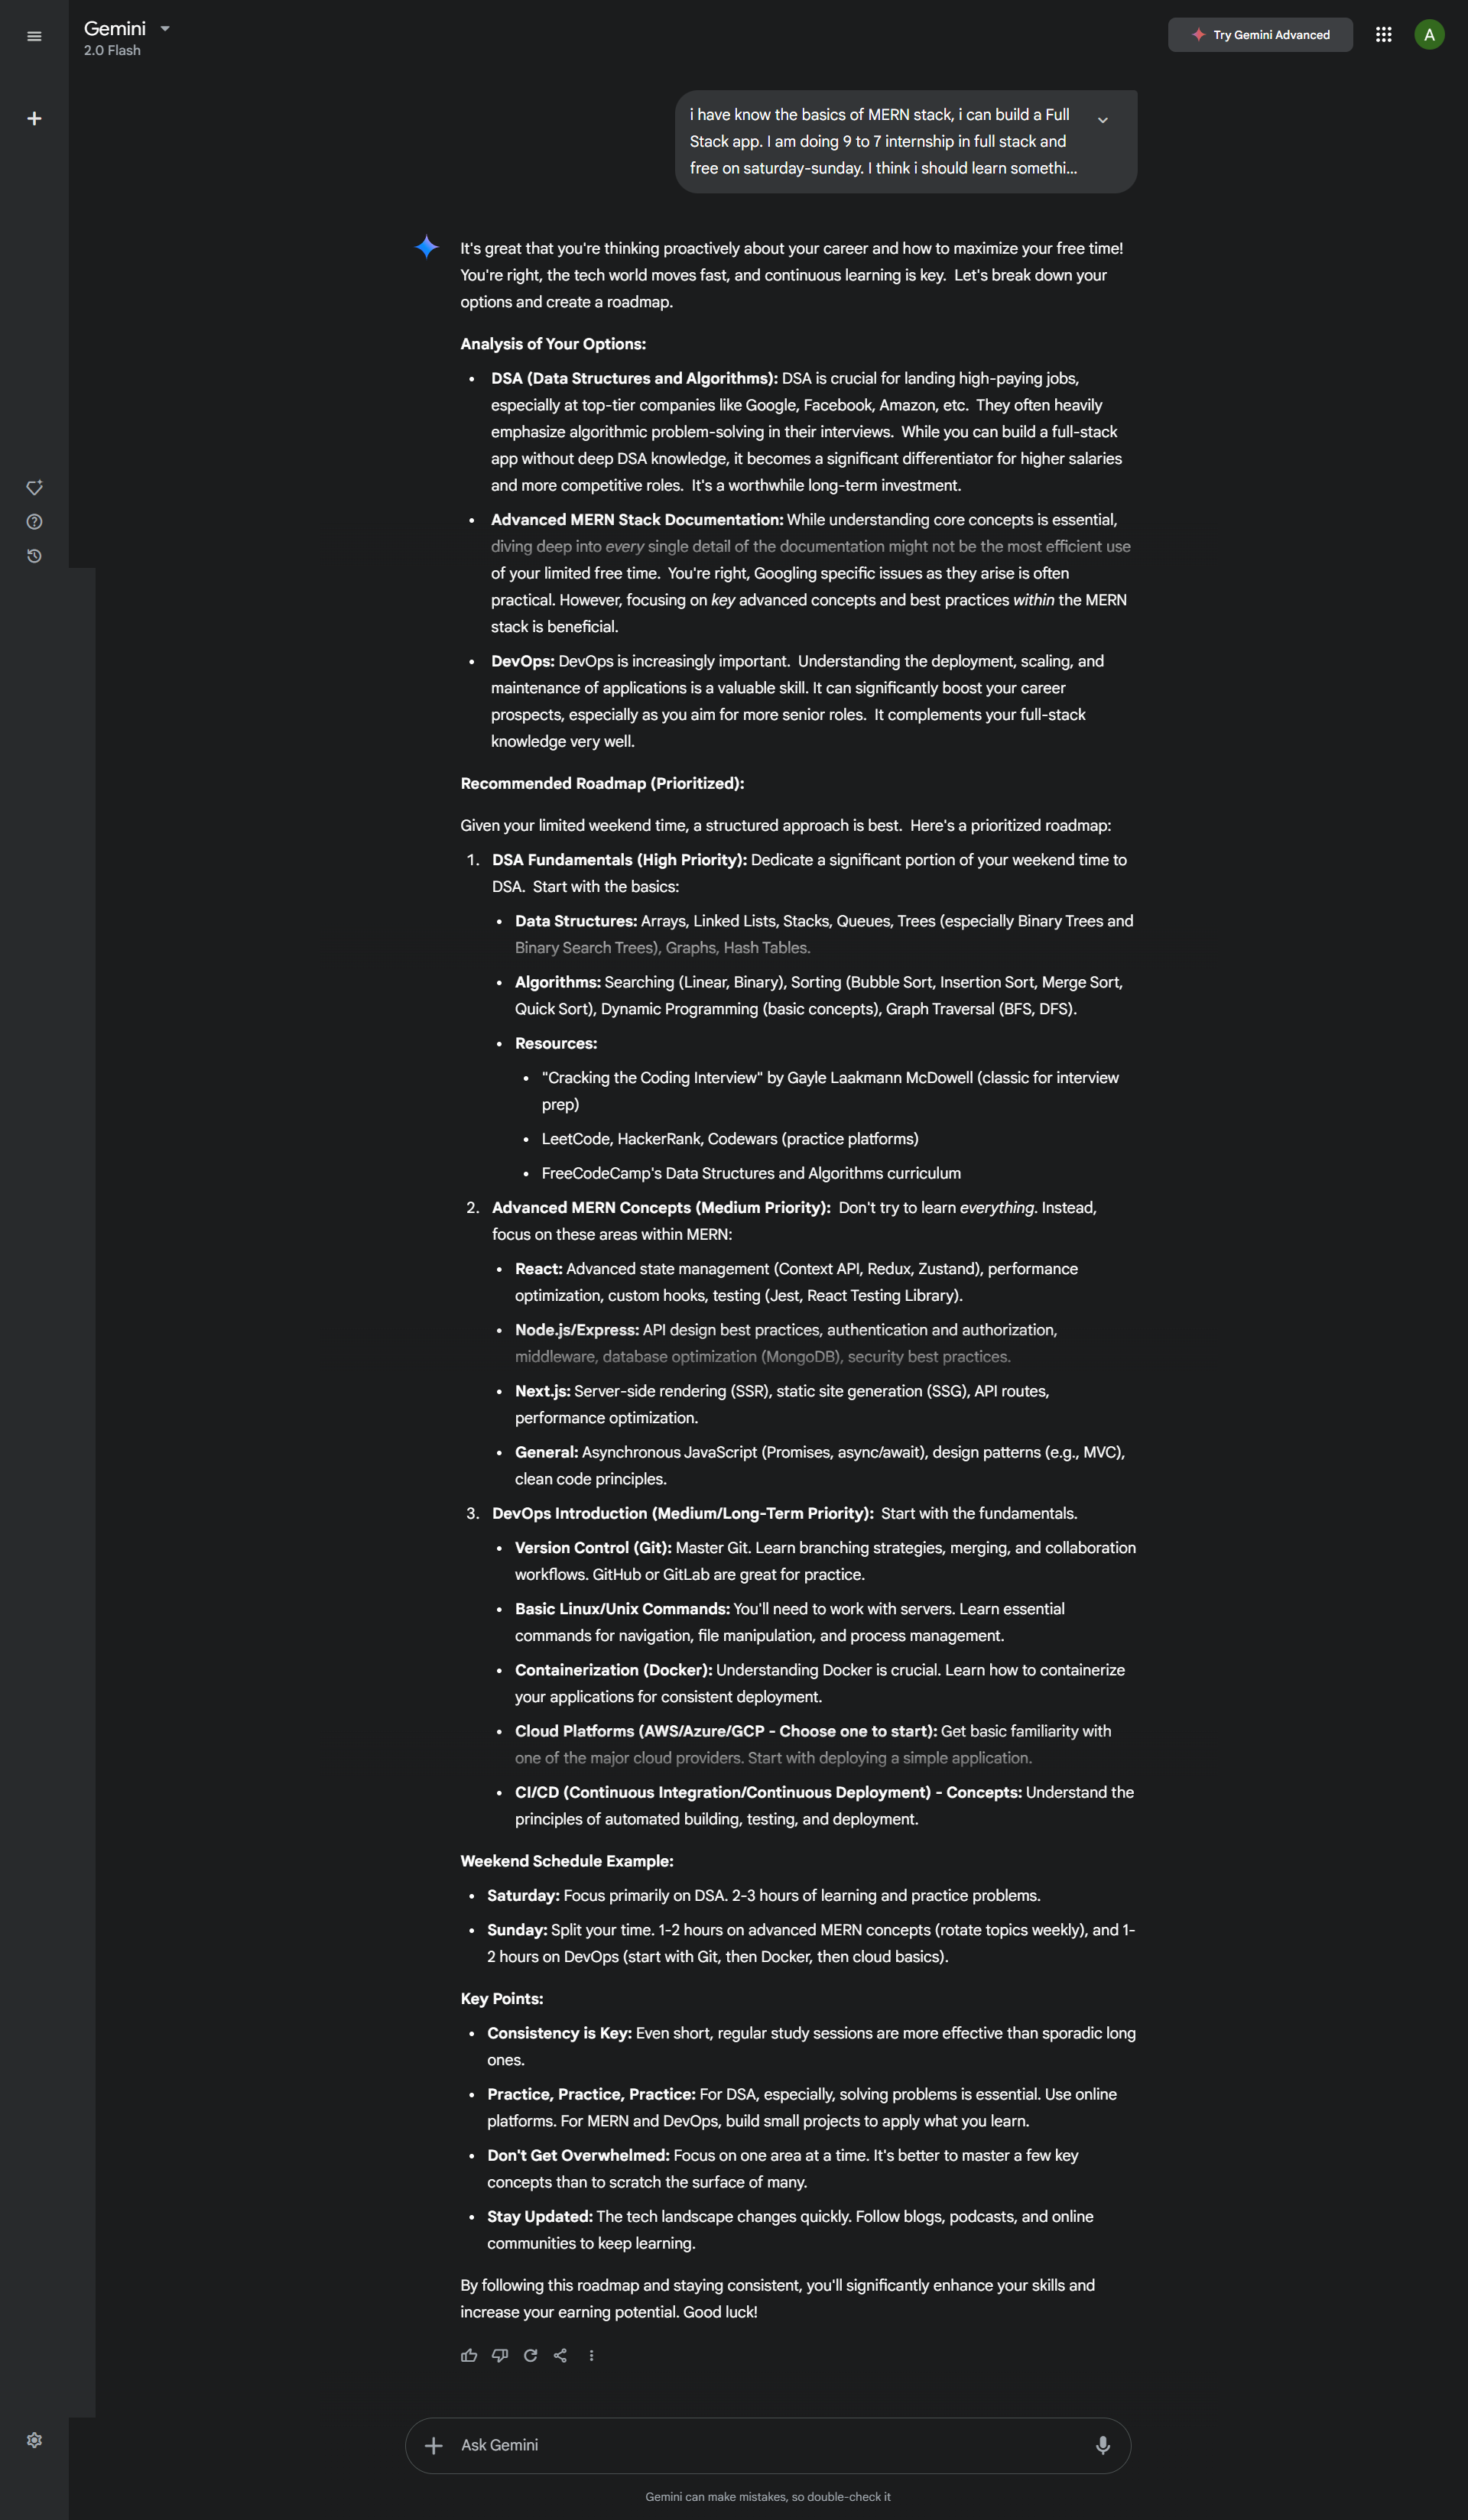 Gemini
2.0 Flash
Try Gemini Advanced
A
i have know the basics of MERN stack, i can build a Full
Stack app. I am doing 9 to 7 internship in full stack and
free on saturday-sunday. I think i should learn somethi...
It's great that you're thinking proactively about your career and how to maximize your free time!
You're right, the tech world moves fast, and continuous learning is key. Let's break down your
options and create a roadmap.
Analysis of Your Options:
• DSA (Data Structures and Algorithms): DSA is crucial for landing high-paying jobs,
especially at top-tier companies like Google, Facebook, Amazon, etc. They often heavily
emphasize algorithmic problem-solving in their interviews. While you can build a full-stack
app without deep DSA knowledge, it becomes a significant differentiator for higher salaries
and more competitive roles. It's a worthwhile long-term investment.
• Advanced MERN Stack Documentation: While understanding core concepts is essential,
diving deep into every single detail of the documentation might not be the most efficient use
of your limited free time. You're right, Googling specific issues as they arise is often
practical. However, focusing on key advanced concepts and best practices within the MERN
stack is beneficial.
• DevOps: DevOps is increasingly important. Understanding the deployment, scaling, and
maintenance of applications is a valuable skill. It can significantly boost your career
prospects, especially as you aim for more senior roles. It complements your full-stack
knowledge very well.
Recommended Roadmap (Prioritized):
Given your limited weekend time, a structured approach is best. Here's a prioritized roadmap:
1. DSA Fundamentals (High Priority): Dedicate a significant portion of your weekend time to
DSA. Start with the basics:
• Data Structures: Arrays, Linked Lists, Stacks, Queues, Trees (especially Binary Trees and
Binary Search Trees), Graphs, Hash Tables.
• Algorithms: Searching (Linear, Binary), Sorting (Bubble Sort, Insertion Sort, Merge Sort,
Quick Sort), Dynamic Programming (basic concepts), Graph Traversal (BFS, DFS).
• Resources:
• "Cracking the Coding Interview" by Gayle Laakmann McDowell (classic for interview
prep)
• LeetCode, HackerRank, Codewars (practice platforms)
• FreeCodeCamp's Data Structures and Algorithms curriculum
2. Advanced MERN Concepts (Medium Priority): Don't try to learn everything. Instead,
focus on these areas within MERN:
• React: Advanced state management (Context API, Redux, Zustand), performance
optimization, custom hooks, testing (Jest, React Testing Library).
• Node.js/Express: API design best practices, authentication and authorization,
middleware, database optimization (MongoDB), security best practices.
• Next.js: Server-side rendering (SSR), static site generation (SSG), API routes,
performance optimization.
• General: Asynchronous JavaScript (Promises, async/await), design patterns (e.g., MVC),
clean code principles.
3. DevOps Introduction (Medium/Long-Term Priority): Start with the fundamentals.
• Version Control (Git): Master Git. Learn branching strategies, merging, and collaboration
workflows. GitHub or GitLab are great for practice.
• Basic Linux/Unix Commands: You'll need to work with servers. Learn essential
commands for navigation, file manipulation, and process management.
• Containerization (Docker): Understanding Docker is crucial. Learn how to containerize
your applications for consistent deployment.
• Cloud Platforms (AWS/Azure/GCP - Choose one to start): Get basic familiarity with
one of the major cloud providers. Start with deploying a simple application.
• CI/CD (Continuous Integration/Continuous Deployment) - Concepts: Understand the
principles of automated building, testing, and deployment.
Weekend Schedule Example:
• Saturday: Focus primarily on DSA. 2-3 hours of learning and practice problems.
• Sunday: Split your time. 1-2 hours on advanced MERN concepts (rotate topics weekly), and 1-
2 hours on DevOps (start with Git, then Docker, then cloud basics).
Key Points:
• Consistency is Key: Even short, regular study sessions are more effective than sporadic long
ones.
• Practice, Practice, Practice: For DSA, especially, solving problems is essential. Use online
platforms. For MERN and DevOps, build small projects to apply what you learn.
• Don't Get Overwhelmed: Focus on one area at a time. It's better to master a few key
concepts than to scratch the surface of many.
• Stay Updated: The tech landscape changes quickly. Follow blogs, podcasts, and online
communities to keep learning.
By following this roadmap and staying consistent, you'll significantly enhance your skills and
increase your earning potential. Good luck!
Ask Gemini
Gemini can make mistakes, so double-check it